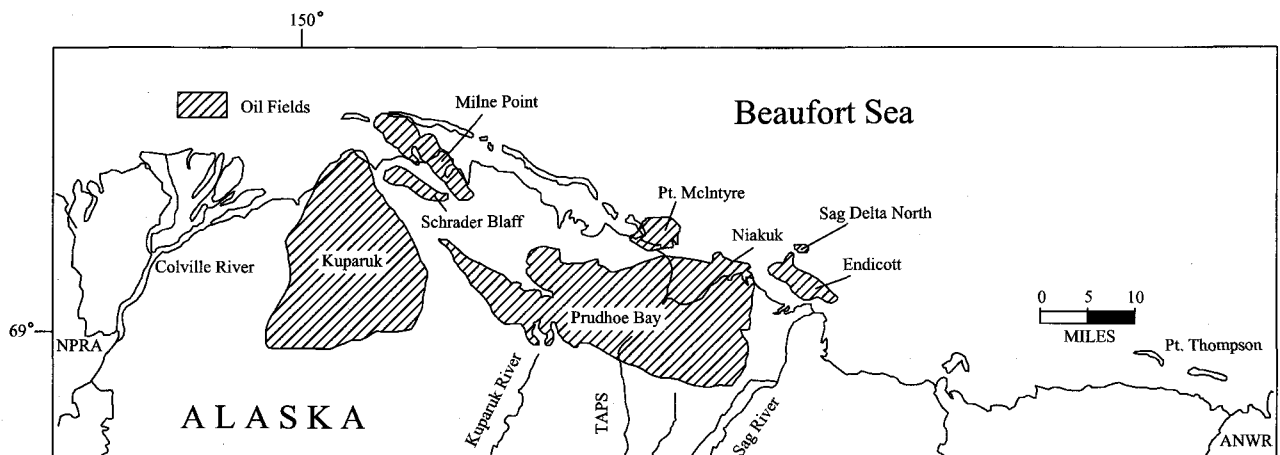 150°
Oil Fields
Milne Point
Beaufort Sea
Pt. McIntyre
Sag Delta North
Schrader Blaff
Niakuk
Colville River
Kuparuk
Endicott
0 5 10
MILES
Prudhoe Bay
69°
NPRA
Pt. Thompson
ALASKA
Kuparuk River
TAPS
Sag River
ANWR